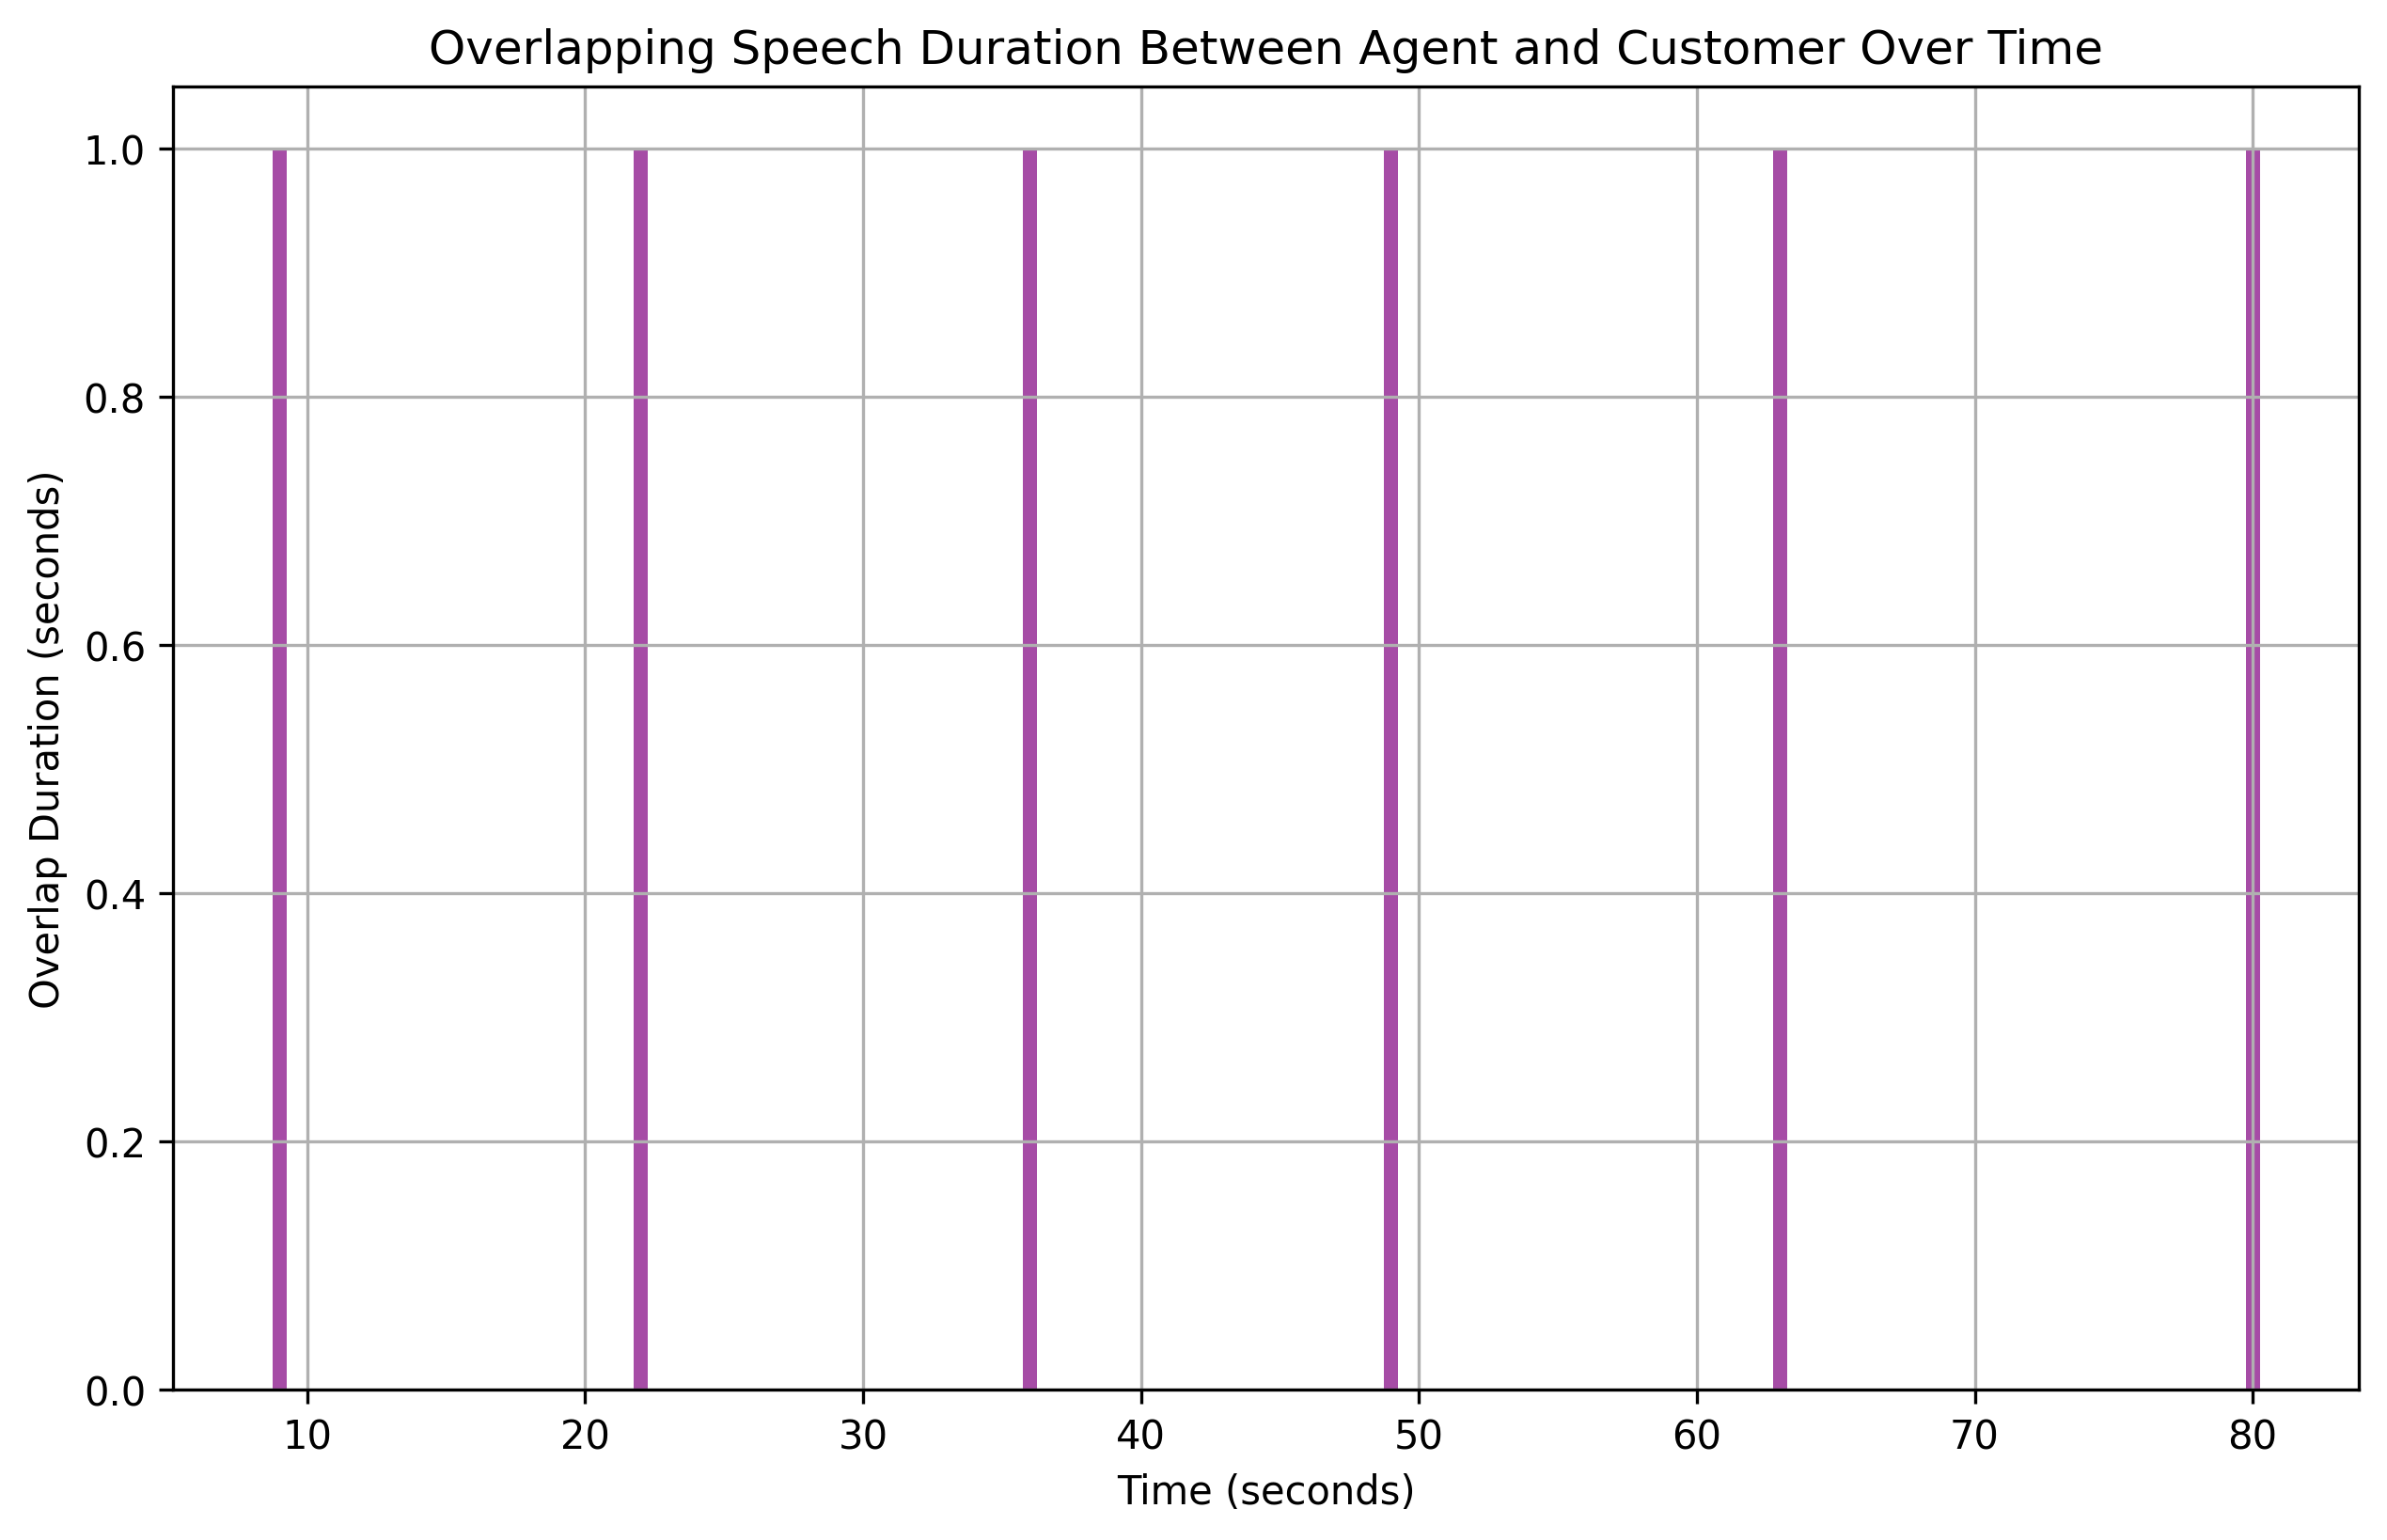 Overlapping Speech Duration Between Agent and Customer Over Time
Overlap Duration (seconds)
1.0
0.8
0.6
0.4
0.2
0.0
10 20 30 40 50 60 70 80
Time (seconds)